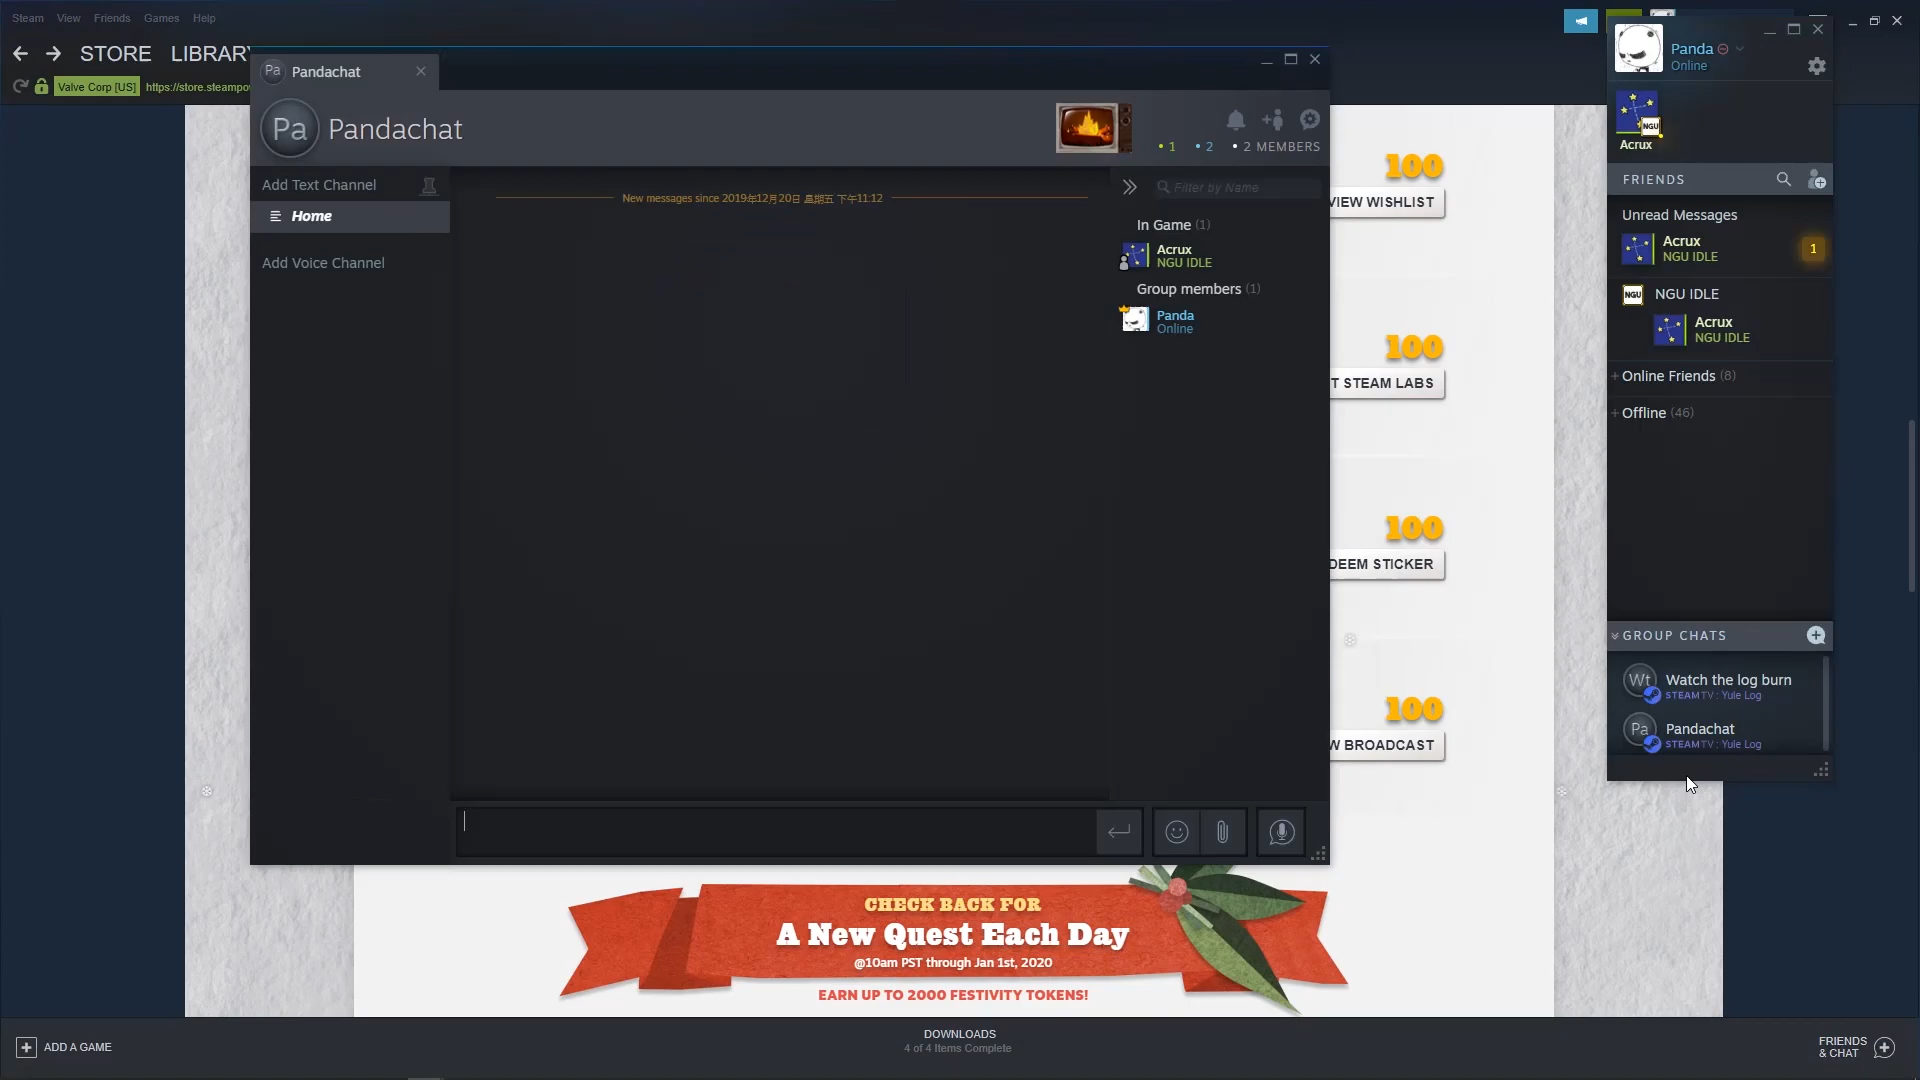 Steam View Friends Games Help
STORE LIBRARY
Valve Corp [US] https://store.steampo
Pa Pandachat
Pa Pandachat
1 2 2 MEMBERS
Add Text Channel
Home
Add Voice Channel
New messages since 2019年12月20日 星期五 下午11:12
Filter by Name
In Game (1)
Acrux
NGU IDLE
Group members (1)
Panda
Online
100
VIEW WISHLIST
100
T STEAM LABS
100
DEEM STICKER
100
W BROADCAST
Panda
Online
NGU
Acrux
FRIENDS
Unread Messages
Acrux
NGU IDLE
1
NGU NGU IDLE
Acrux
NGU IDLE
+ Online Friends (8)
+ Offline (46)
GROUP CHATS
Wt Watch the log burn
STEAMTV : Yule Log
Pa Pandachat
STEAMTV : Yule Log
CHECK BACK FOR
A New Quest Each Day
@10am PST through Jan 1st, 2020
EARN UP TO 2000 FESTIVITY TOKENS!
ADD A GAME
DOWNLOADS
4 of 4 Items Complete
FRIENDS
& CHAT